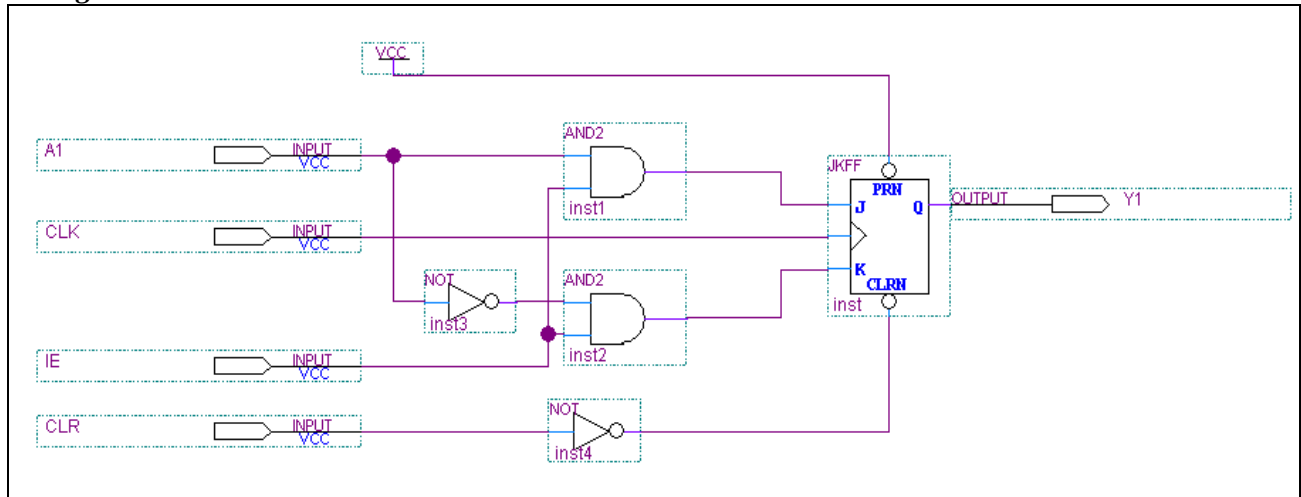 VCC
AND2
A1
INPUT
VCC
inst1
JKFF
PRN
J
Q
OUTPUT
Y1
CLK
INPUT
VCC
K
CLRN
inst
NOT
inst3
AND2
inst2
IE
INPUT
VCC
CLR
INPUT
VCC
NOT
inst4